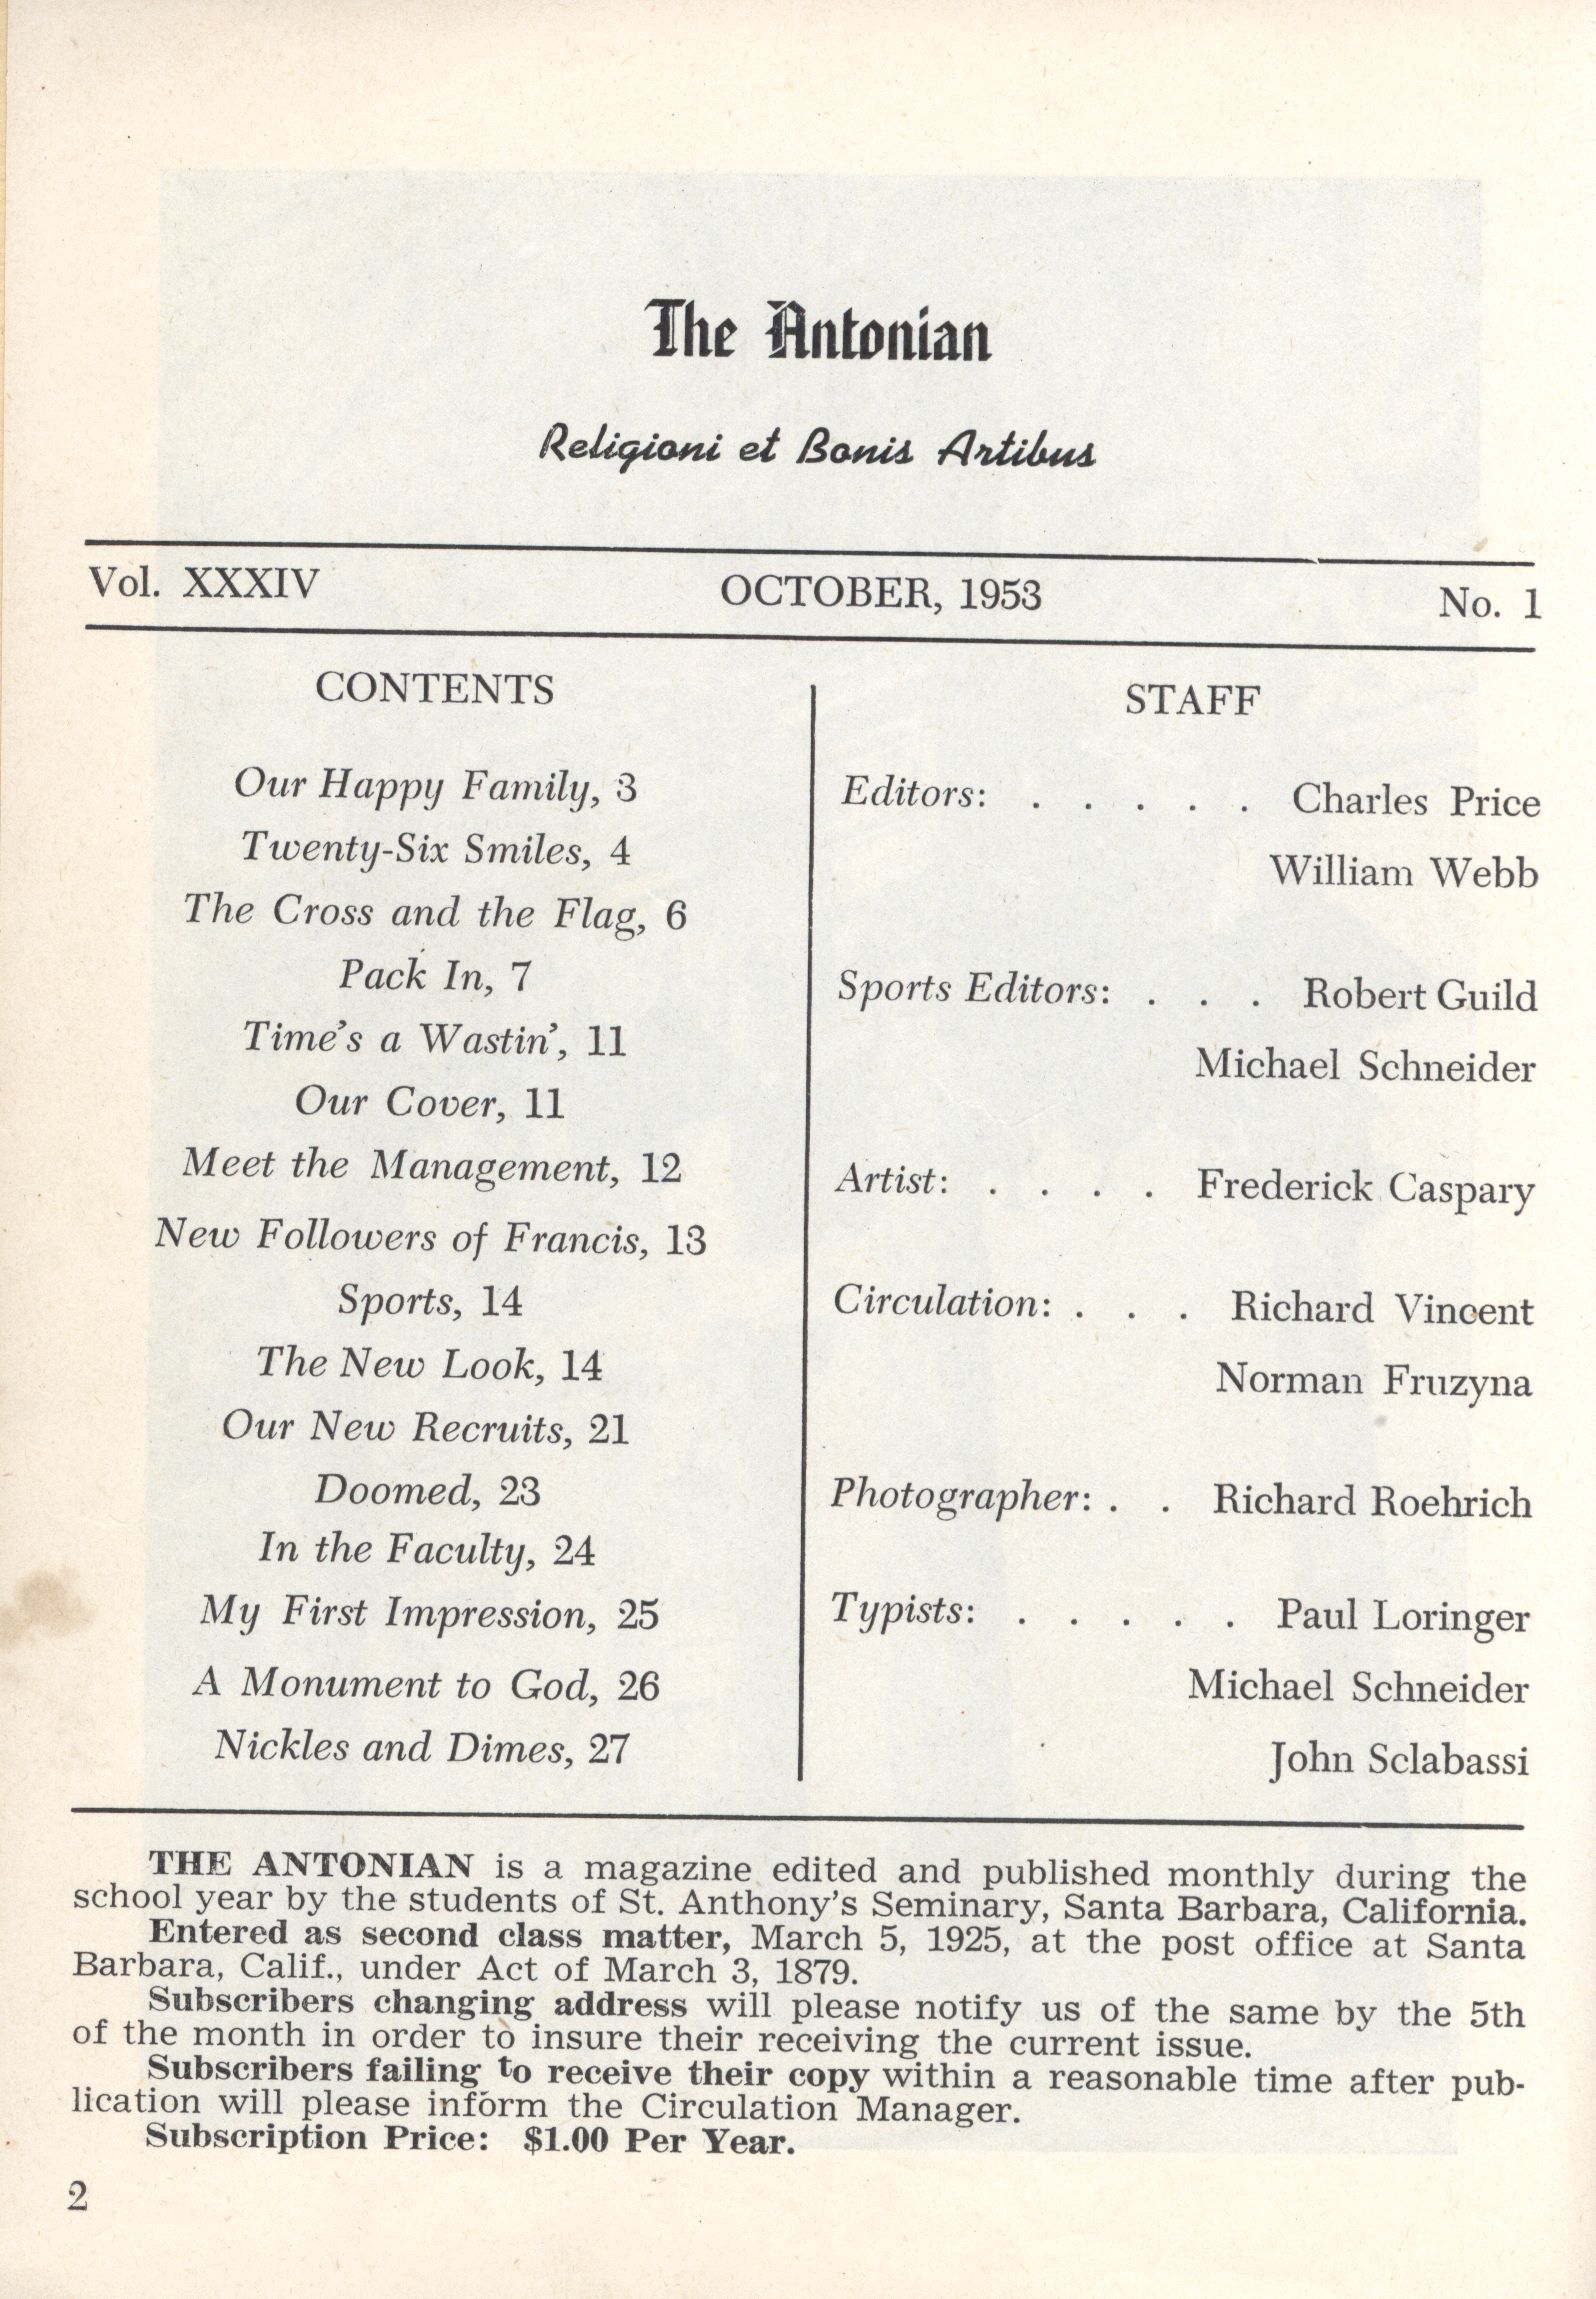 The Antonian
Religioni et Bonis Artibus
Vol. XXXIV OCTOBER, 1953 No. 1
CONTENTS
Our Happy Family, 3
Twenty-Six Smiles, 4
The Cross and the Flag, 6
Pack In, 7
Time's a Wastin', 11
Our Cover, 11
Meet the Management, 12
New Followers of Francis, 13
Sports, 14
The New Look, 14
Our New Recruits, 21
Doomed, 23
In the Faculty, 24
My First Impression, 25
A Monument to God, 26
Nickles and Dimes, 27
STAFF
Editors: . . . . . Charles Price
William Webb
Sports Editors: . . . Robert Guild
Michael Schneider
Artist: . . . . Frederick Caspary
Circulation: . . . Richard Vincent
Norman Fruzyna
Photographer: . . Richard Roehrich
Typists: . . . . . Paul Loringer
Michael Schneider
John Sclabassi
THE ANTONIAN is a magazine edited and published monthly during the
school year by the students of St. Anthony's Seminary, Santa Barbara, California.
Entered as second class matter, March 5, 1925, at the post office at Santa
Barbara, Calif., under Act of March 3, 1879.
Subscribers changing address will please notify us of the same by the 5th
of the month in order to insure their receiving the current issue.
Subscribers failing to receive their copy within a reasonable time after pub-
lication will please inform the Circulation Manager.
Subscription Price: $1.00 Per Year.
2